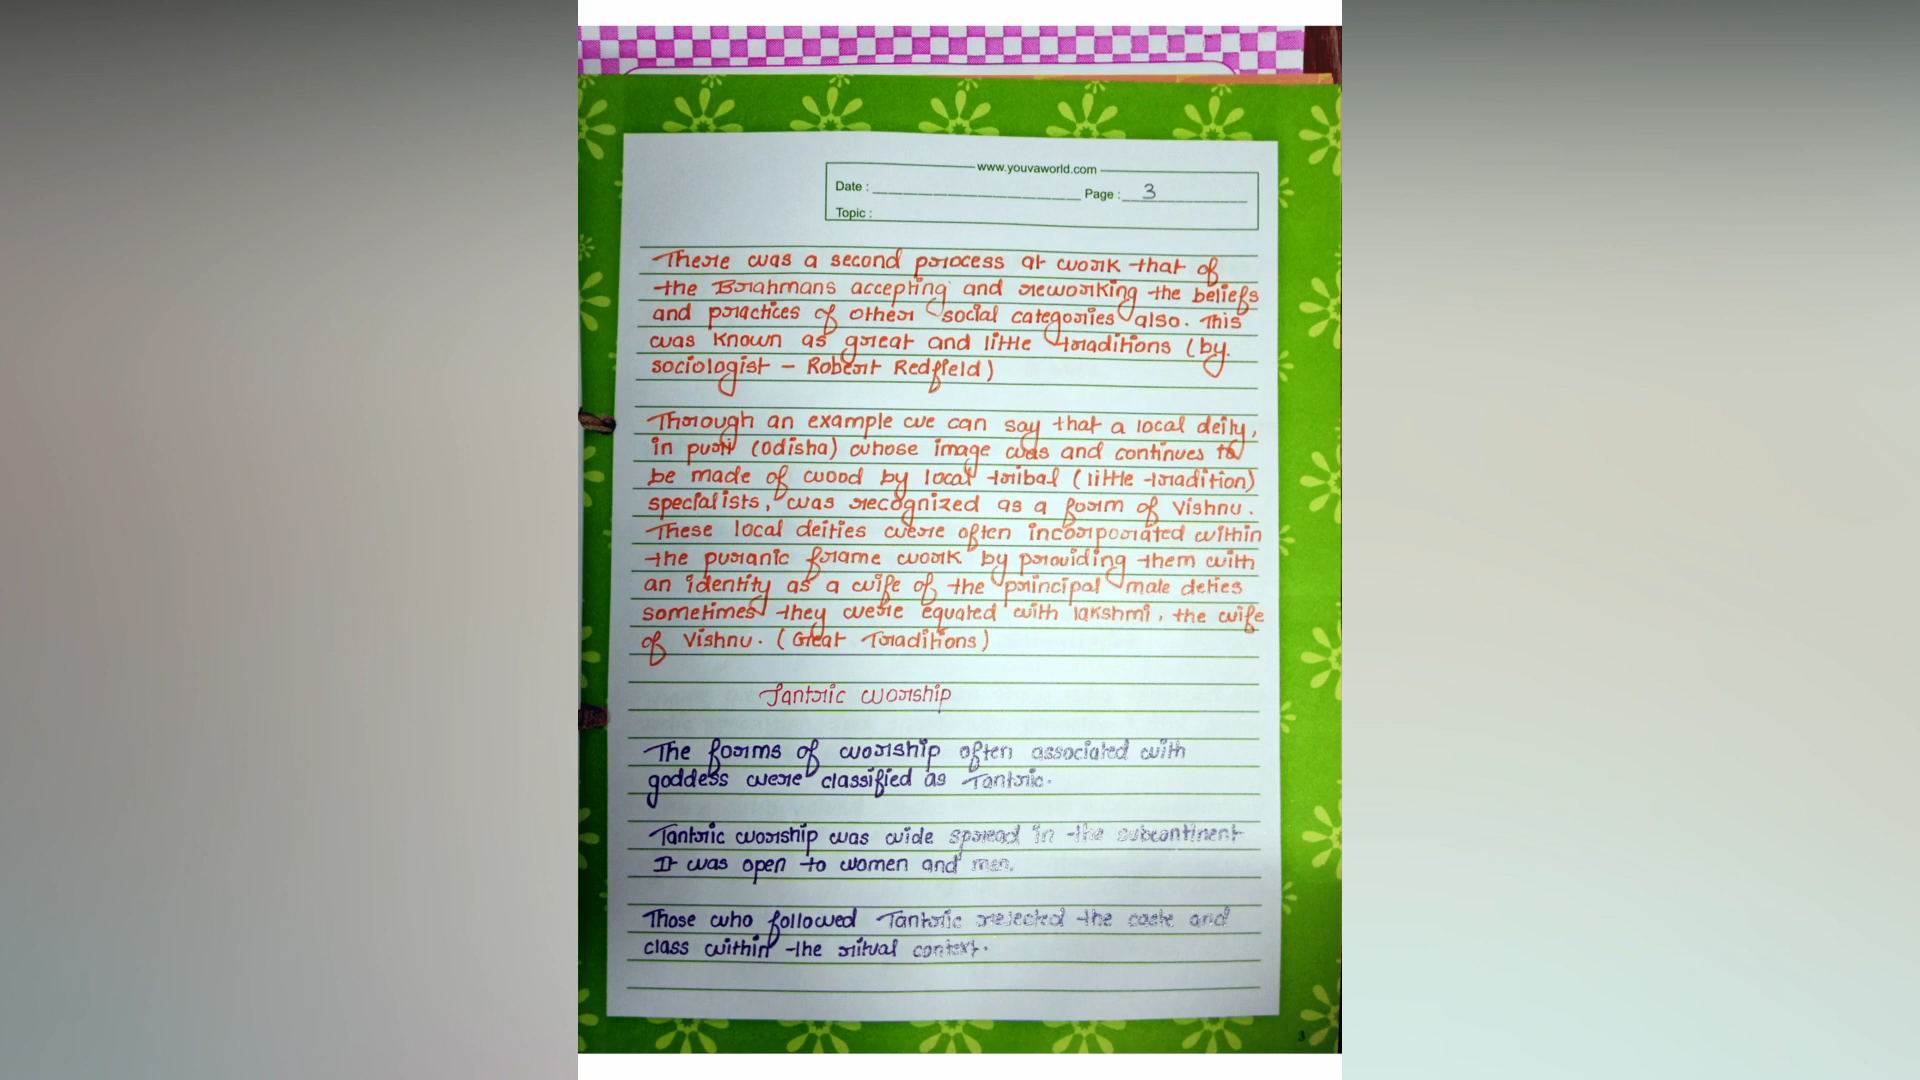 www.youvaworld.com
Date : Page : 3
Topic :
There was a second process at work that of
the Brahmans accepting and reworking the beliefs
and practices of other social categories also. This
was known as great and little traditions (by
sociologist - Robert Redfield)
Through an example we can say that a local deity,
in puri (Odisha) whose image was and continues to
be made of wood by local tribal (little tradition)
specialists, was recognized as a form of Vishnu.
These local deities were often incorporated within
the puranic frame work by providing them with
an identity as a wife of the principal male deties
sometimes they were equated with lakshmi, the wife
of Vishnu. (Great Traditions)
Tantric worship
The forms of worship often associated with
goddess were classified as Tantric.
Tantric worship was wide spread in the subcontinent
It was open to women and men.
Those who followed Tantric rejected the caste and
class within the ritual context.
3